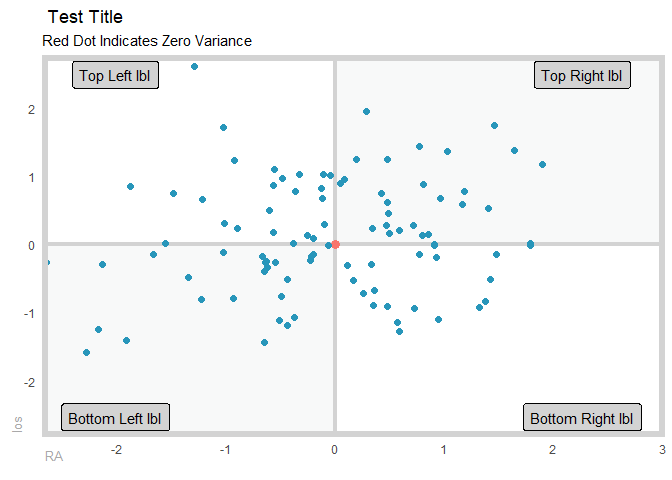 Test Title
Red Dot Indicates Zero Variance
Top Left lbl
Top Right lbl
2
1
0
-1
-2
Bottom Left lbl
Bottom Right lbl
los
-2
-1
0
1
2
3
RA